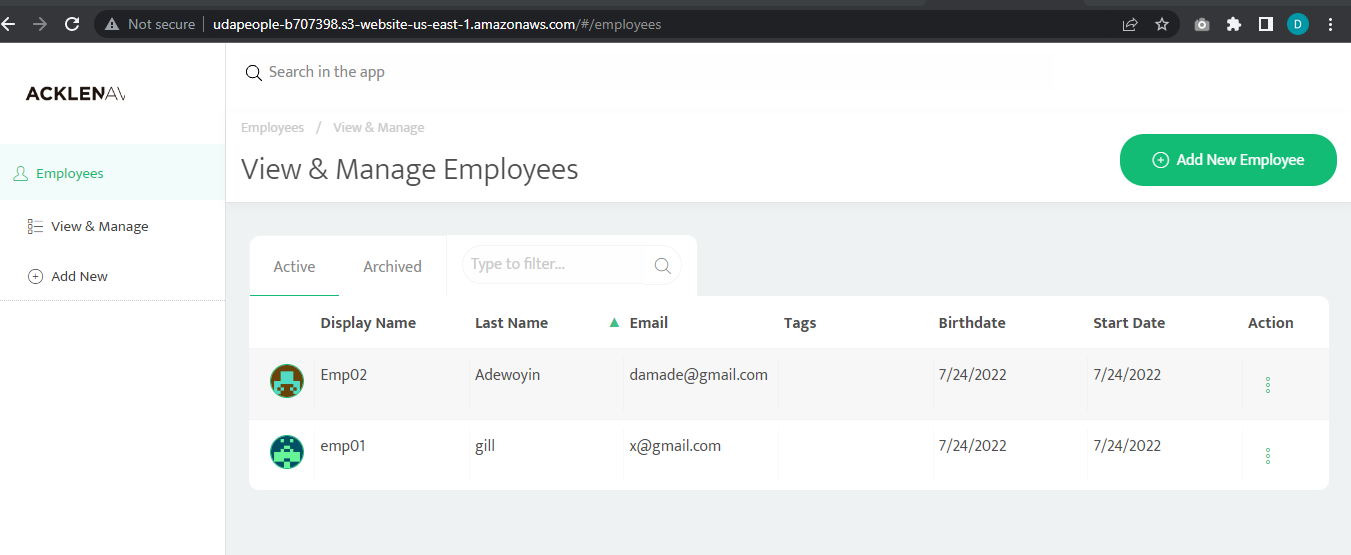 Not secure udapeople-b707398.s3-website-us-east-1.amazonaws.com/#/employees D
ACKLENAV
Search in the app
Employees / View & Manage
View & Manage Employees
Add New Employee
Employees
View & Manage
Add New
Active Archived Type to filter...
Display Name Last Name Email Tags Birthdate Start Date Action
Emp02 Adewoyin damade@gmail.com 7/24/2022 7/24/2022
emp01 gill x@gmail.com 7/24/2022 7/24/2022